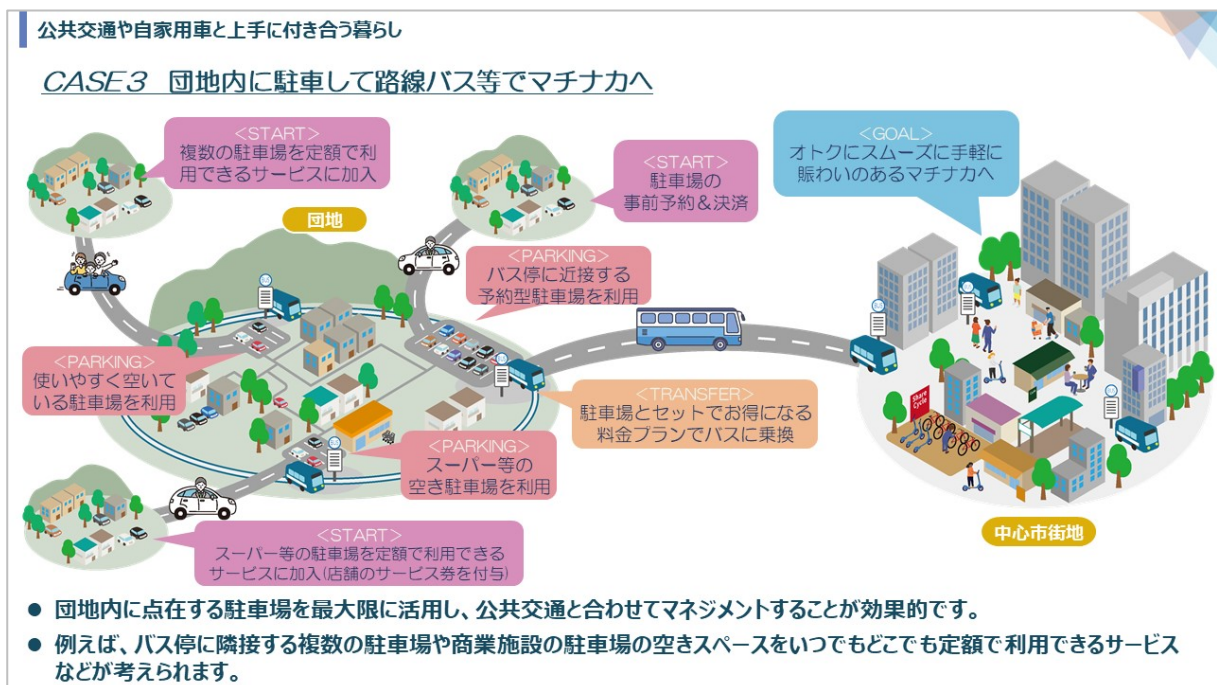 公共交通や自家用車と上手に付き合う暮らし
CASE3 団地内に駐車して路線バス等でマチナカへ
<START>
複数の駐車場を定額で利
用できるサービスに加入
<START>
駐車場の
事前予約＆決済
<GOAL>
オトクにスムーズに手軽に
賑わいのあるマチナカへ
団地
<PARKING>
バス停に近接する
予約型駐車場を利用
<PARKING>
使いやすく空いて
いる駐車場を利用
<TRANSFER>
駐車場とセットでお得になる
料金プランでバスに乗換
<PARKING>
スーパー等の
空き駐車場を利用
Share
Cycle
<START>
スーパー等の駐車場を定額で利用できる
サービスに加入(店舗のサービス券を付与)
中心市街地
● 団地内に点在する駐車場を最大限に活用し、公共交通と合わせてマネジメントすることが効果的です。
● 例えば、バス停に隣接する複数の駐車場や商業施設の駐車場の空きスペースをいつでもどこでも定額で利用できるサービス
などが考えられます。